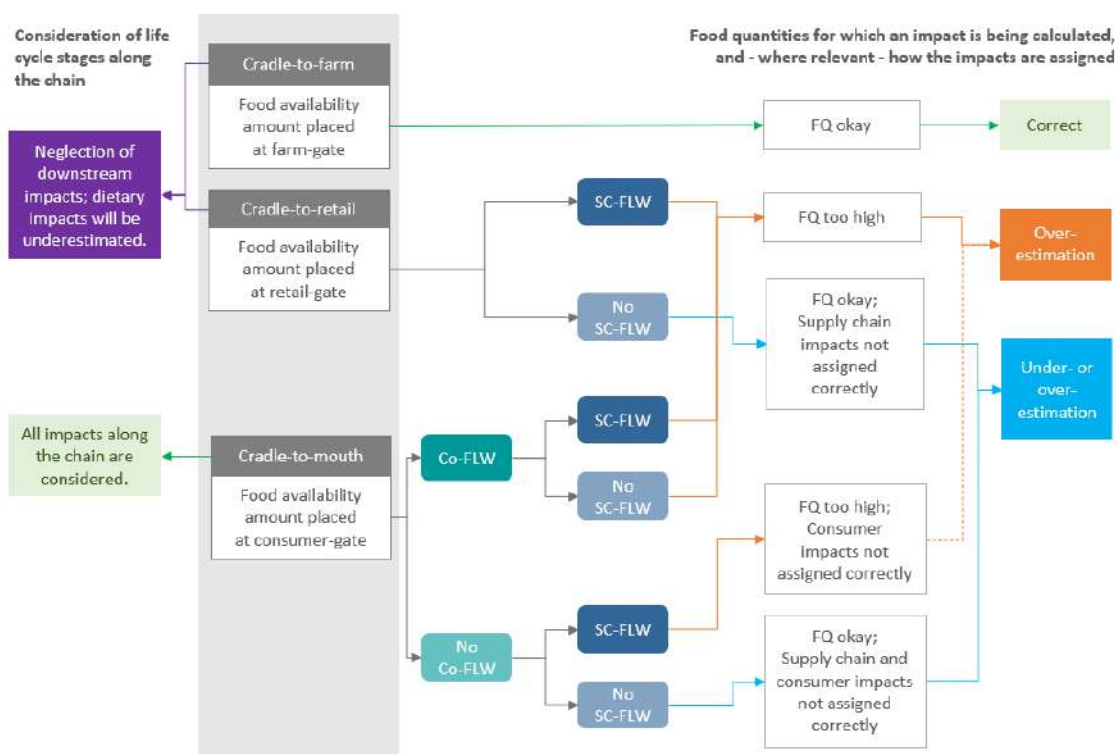 Consideration of life
cycle stages along
the chain
Food quantities for which an impact is being calculated,
and - where relevant - how the impacts are assigned
Cradle-to-farm
Food availability
amount placed
at farm-gate
FQ okay
Correct
Neglection of
downstream
impacts; dietary
impacts will be
underestimated.
Cradle-to-retail
Food availability
amount placed
at retail-gate
SC-FLW
FQ too high
Over-
estimation
No
SC-FLW
FQ okay;
Supply chain
impacts not
assigned
correctly
Under- or
over-
estimation
All impacts along
the chain are
considered.
Cradle-to-mouth
Food availability
amount placed
at consumer-gate
Co-FLW
SC-FLW
No
SC-FLW
FQ too high;
Consumer
impacts not
assigned correctly
No
Co-FLW
SC-FLW
No
SC-FLW
FQ okay;
Supply chain and
consumer impacts
not assigned
correctly